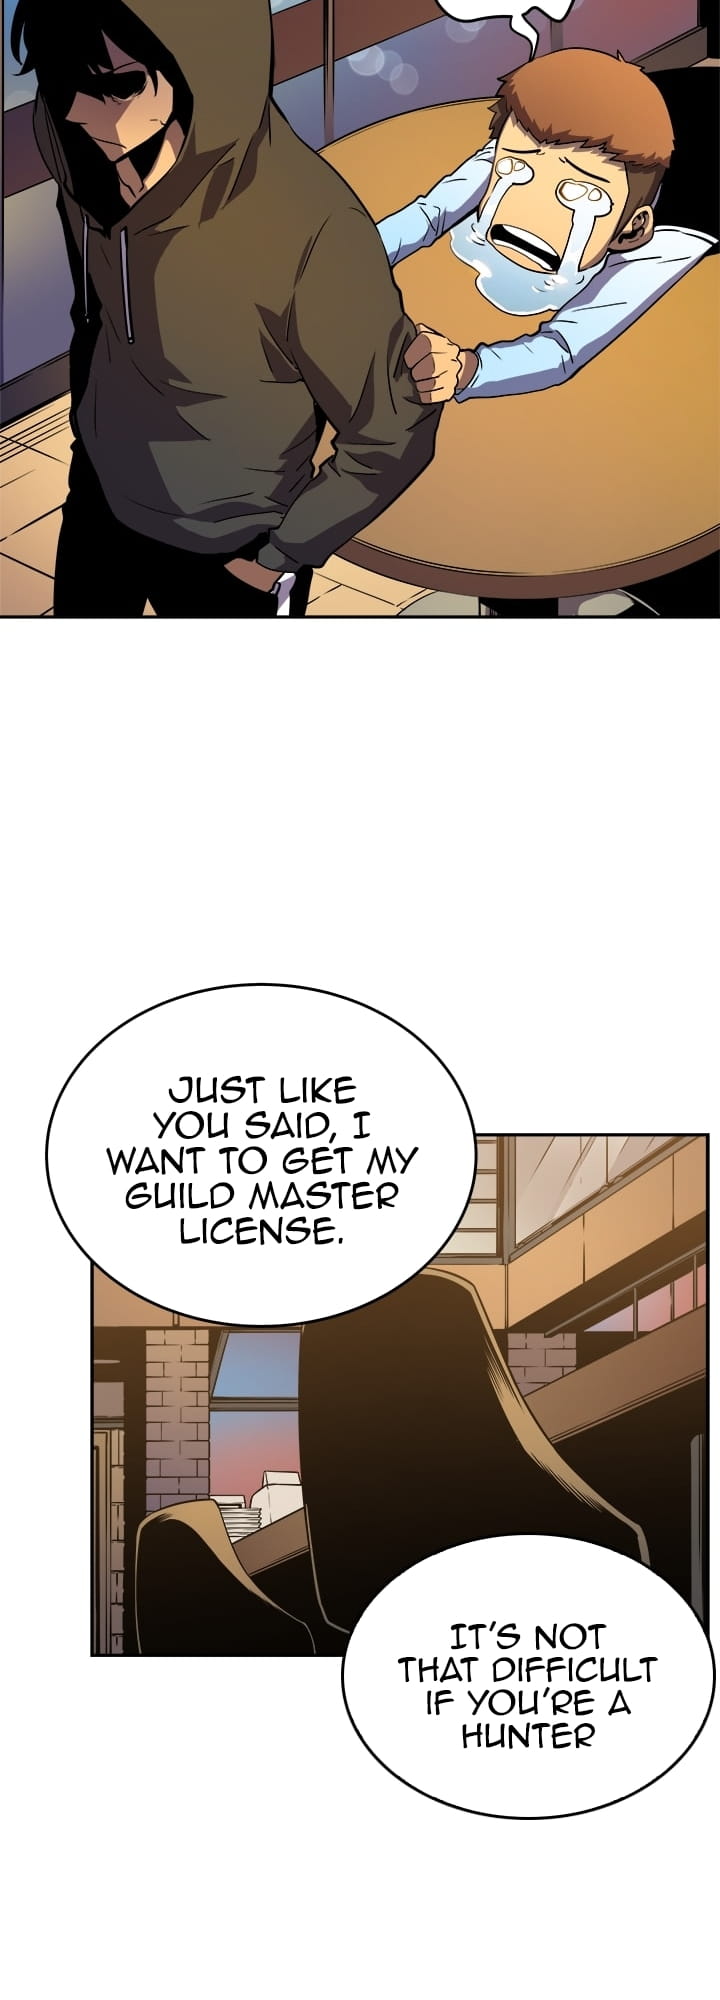 JUST LIKE
YOU SAID, I
WANT TO GET MY
GUILD MASTER
LICENSE.
IT'S NOT
THAT DIFFICULT
IF YOU'RE A
HUNTER